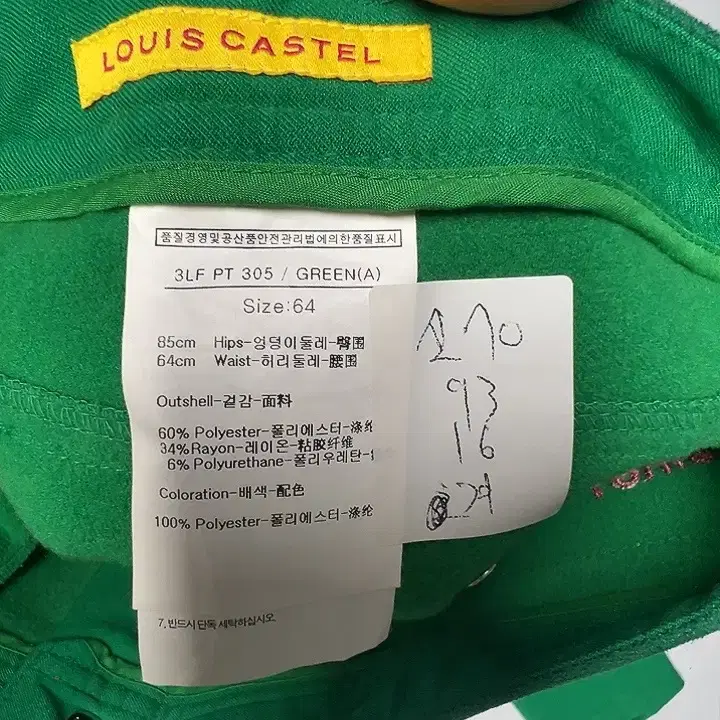 LOUIS CASTEL
품질경영및공산품안전관리법에의한품질표시
3LF PT 305 / GREEN(A)
Size:64
85cm Hips-엉덩이둘레-臀围
64cm Waist-허리둘레-腰围
Outshell-겉감-面料
60% Polyester-폴리에스터-涤纶
34% Rayon-레이온-粘胶纤维
6% Polyurethane-폴리우레탄-
Coloration-배색-配色
100% Polyester-폴리에스터-涤纶
7. 반드시 단독 세탁하십시오.
93
16
29